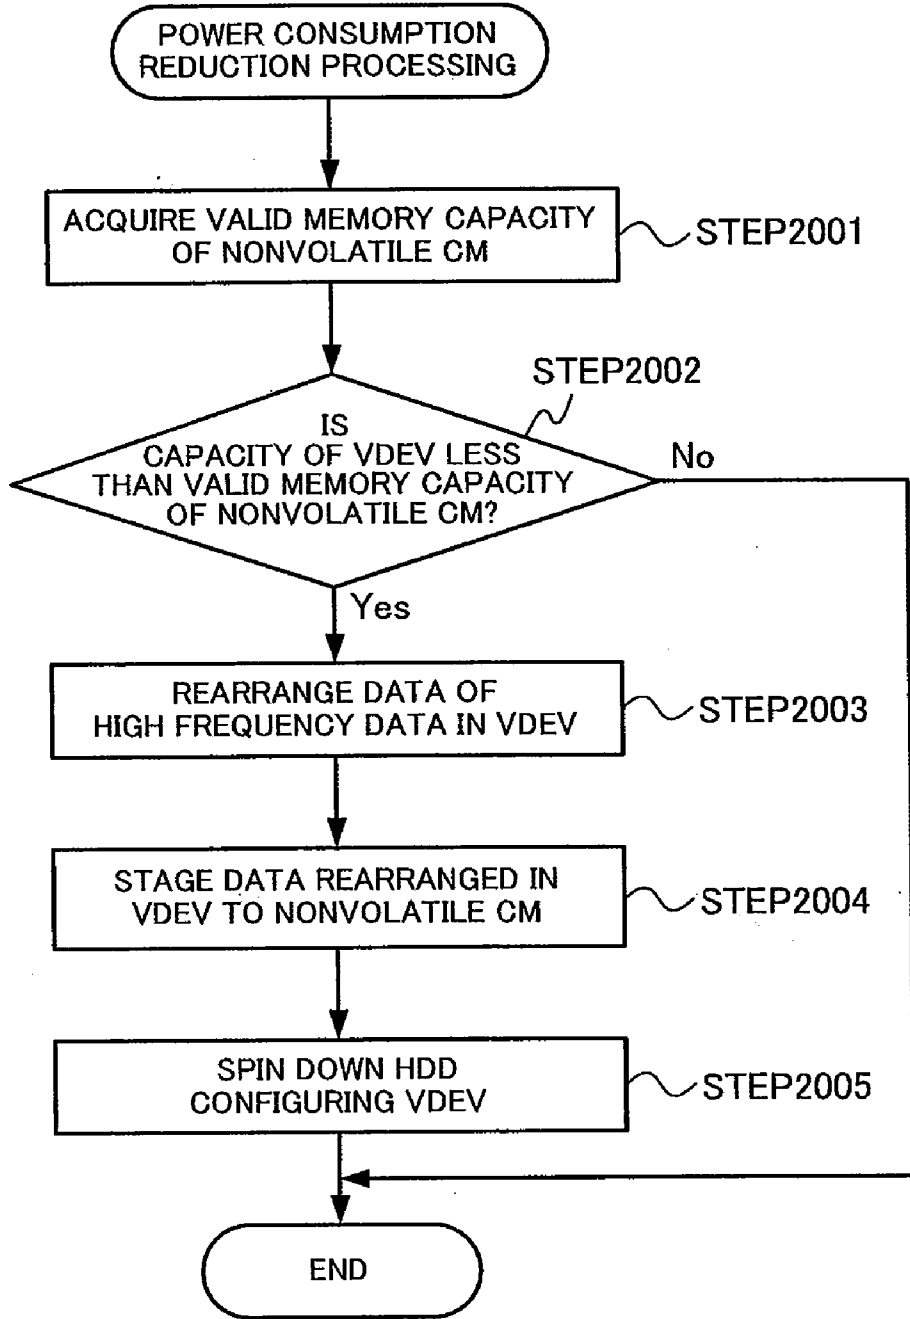 POWER CONSUMPTION
REDUCTION PROCESSING
ACQUIRE VALID MEMORY CAPACITY
OF NONVOLATILE CM
STEP2001
STEP2002
IS
CAPACITY OF VDEV LESS
THAN VALID MEMORY CAPACITY
OF NONVOLATILE CM?
No
Yes
REARRANGE DATA OF
HIGH FREQUENCY DATA IN VDEV
STEP2003
STAGE DATA REARRANGED IN
VDEV TO NONVOLATILE CM
STEP2004
SPIN DOWN HDD
CONFIGURING VDEV
STEP2005
END